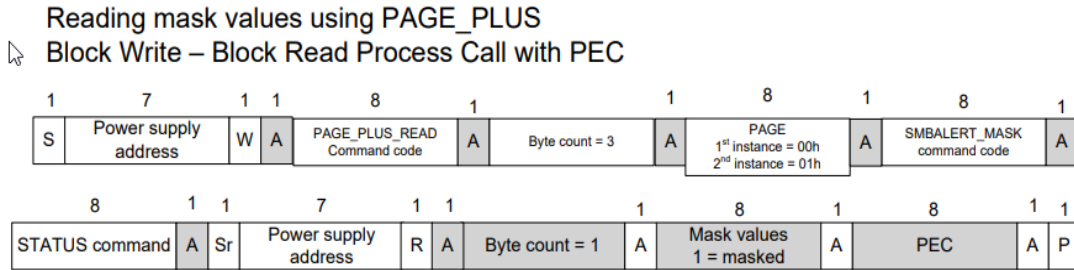 Reading mask values using PAGE_PLUS
Block Write – Block Read Process Call with PEC
1 7 1 1 8 1 1 8 1 8 1
S Power supply address W A PAGE_PLUS_READ Command code A Byte count = 3 A PAGE 1st instance = 00h 2nd instance = 01h A SMBALERT_MASK command code A
8 1 1 7 1 1 1 8 1 8 1 1
STATUS command A Sr Power supply address R A Byte count = 1 A Mask values 1 = masked A PEC A P